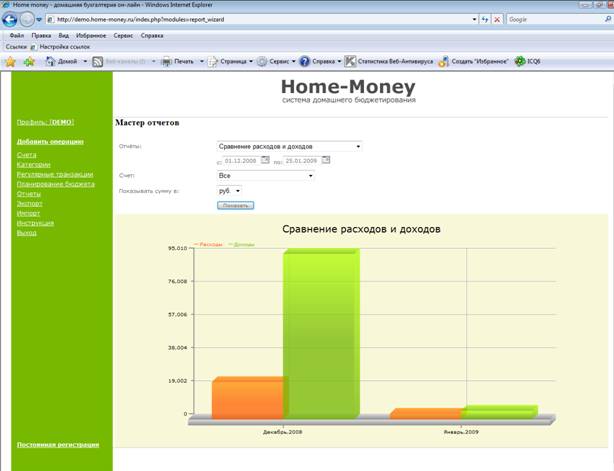 Home money - домашняя бухгалтерия он-лайн - Windows Internet Explorer
http://demo.home-money.ru/index.php?modules=report_wizard
Google
Файл Правка Вид Избранное Сервис Справка
Ссылки Настройка ссылок
Домой Веб-каналы (0) Печать Страница Сервис Справка Статистика Веб-Антивируса Создать "Избранное" ICQ6
Home-Money
система домашнего бюджетирования
Профиль: [DEMO]
Добавить операцию
Счета
Категории
Регулярные транзакции
Планирование бюджета
Отчеты
Экспорт
Импорт
Инструкция
Выход
Постоянная регистрация
Мастер отчетов
Отчёты: Сравнение расходов и доходов
с: 01.12.2008 по: 25.01.2009
Счет: Все
Показывать сумму в: руб.
Показать
Сравнение расходов и доходов
Расходы Доходы
95,010
76,008
57,006
38,004
19,002
0
Декабрь,2008 Январь,2009